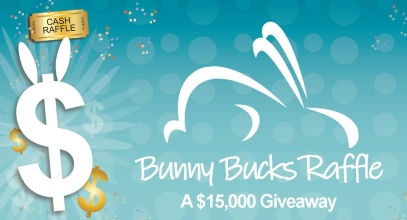 CASH
RAFFLE
$
$
$
Bunny Bucks Raffle
A $15,000 Giveaway